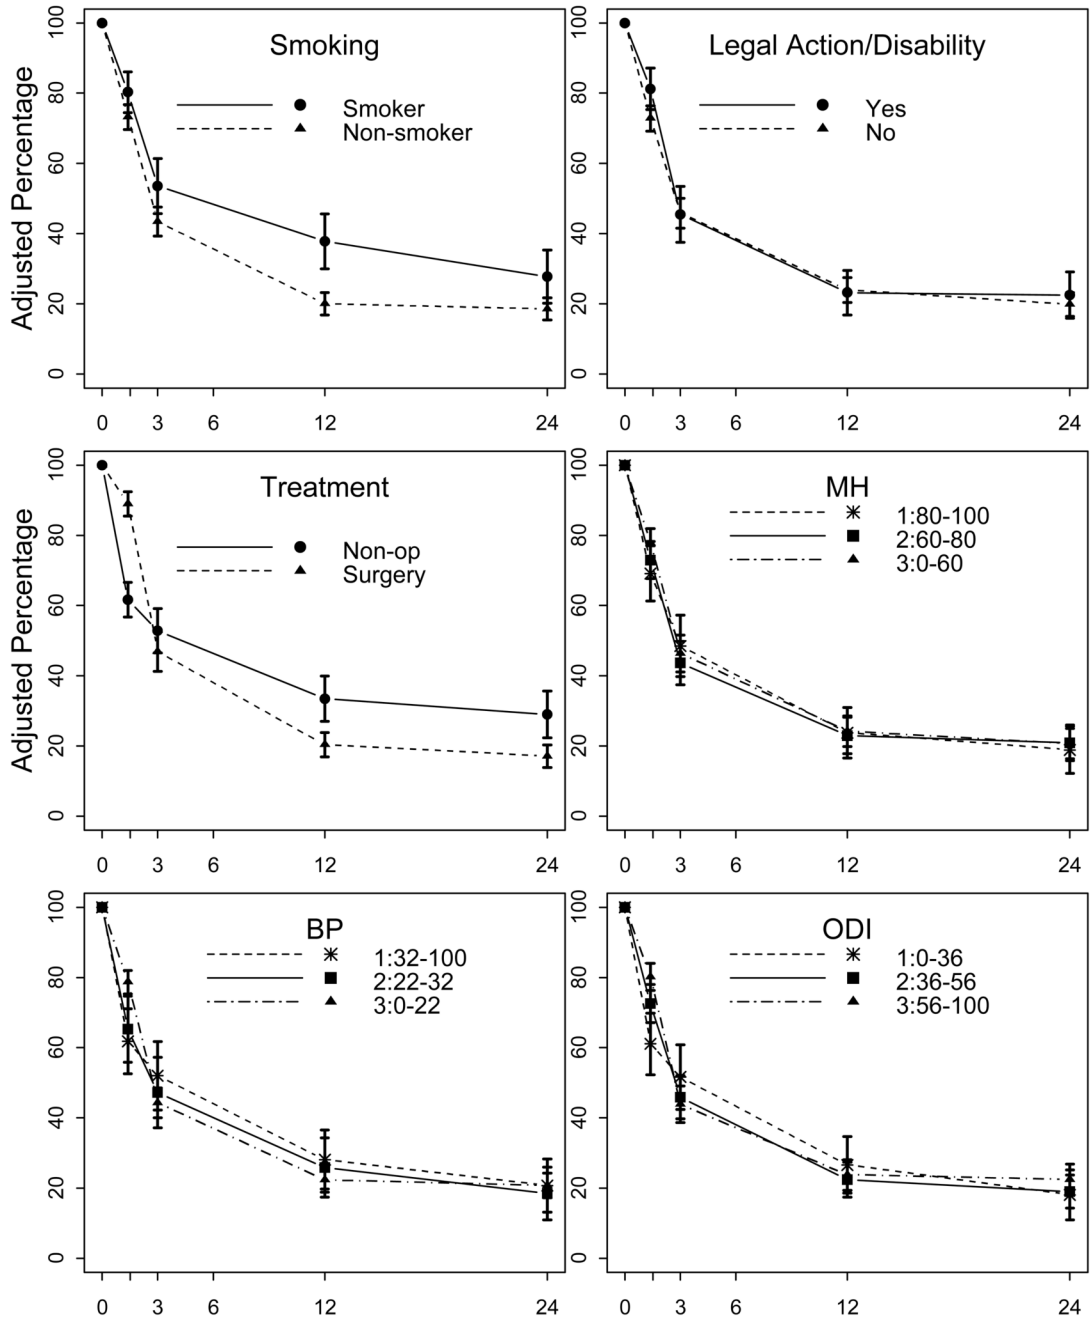 Smoking
Smoker
Non-smoker
Adjusted Percentage
0 20 40 60 80 100
0 3 6 12 24
Legal Action/Disability
Yes
No
0 20 40 60 80 100
0 3 6 12 24
Treatment
Non-op
Surgery
Adjusted Percentage
0 20 40 60 80 100
0 3 6 12 24
MH
1:80-100
2:60-80
3:0-60
0 20 40 60 80 100
0 3 6 12 24
BP
1:32-100
2:22-32
3:0-22
0 20 40 60 80 100
0 3 6 12 24
ODI
1:0-36
2:36-56
3:56-100
0 20 40 60 80 100
0 3 6 12 24